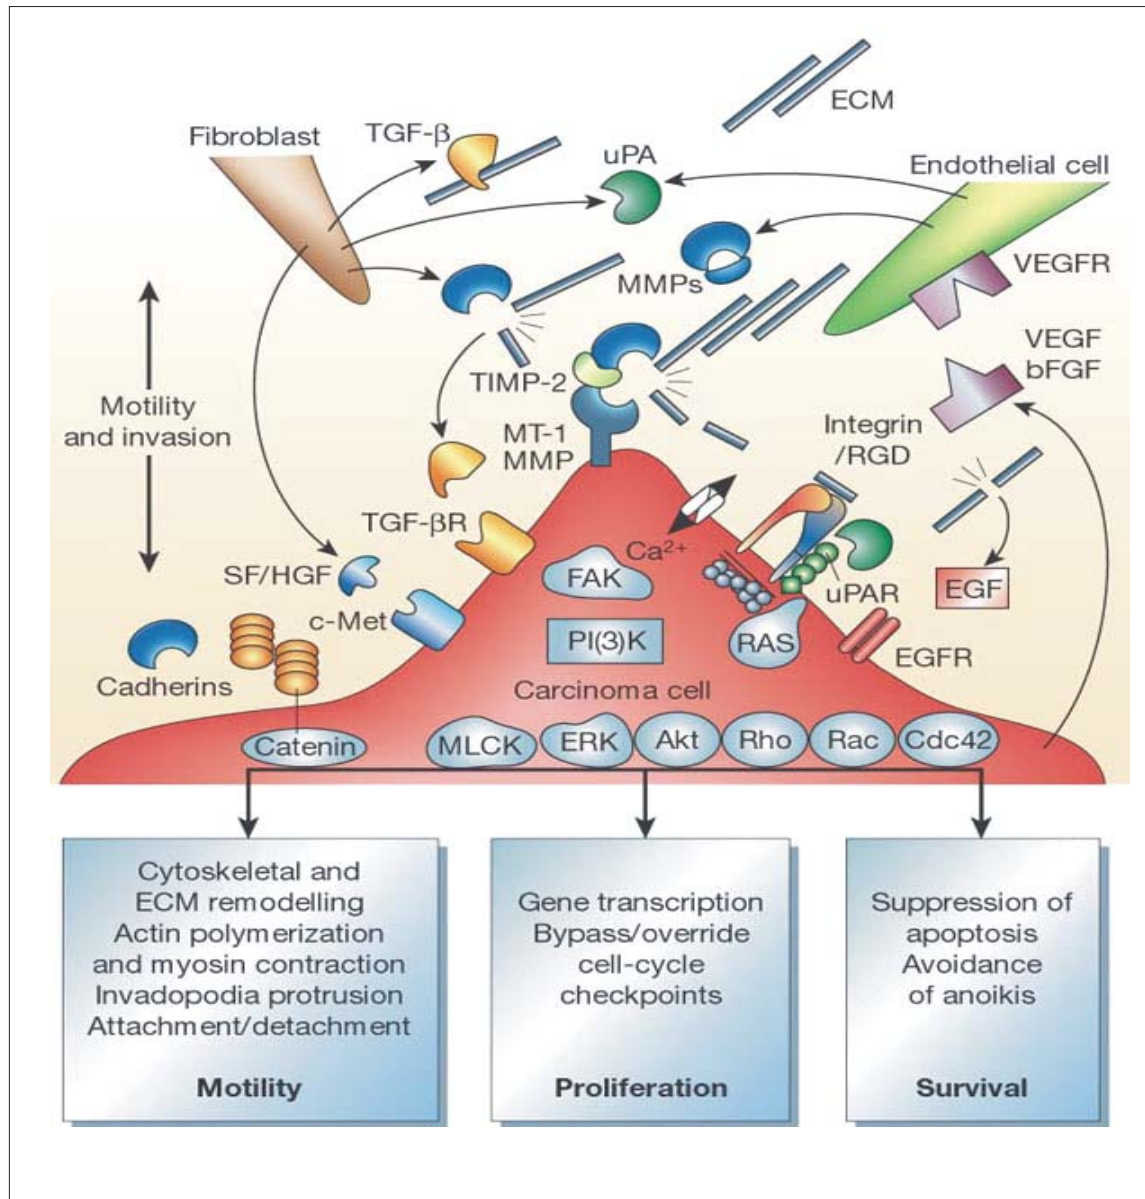 ECM
TGF-β
Fibroblast
uPA
Endothelial cell
VEGFR
MMPs
VEGF
bFGF
TIMP-2
Motility
and invasion
Integrin
/RGD
MT-1
MMP
TGF-βR
Ca²⁺
SF/HGF
FAK
uPAR
EGF
c-Met
PI(3)K
RAS
EGFR
Cadherins
Carcinoma cell
Catenin
MLCK
ERK
Akt
Rho
Rac
Cdc42
Cytoskeletal and
ECM remodelling
Actin polymerization
and myosin contraction
Invadopodia protrusion
Attachment/detachment
Motility
Gene transcription
Bypass/override
cell-cycle
checkpoints
Proliferation
Suppression of
apoptosis
Avoidance
of anoikis
Survival